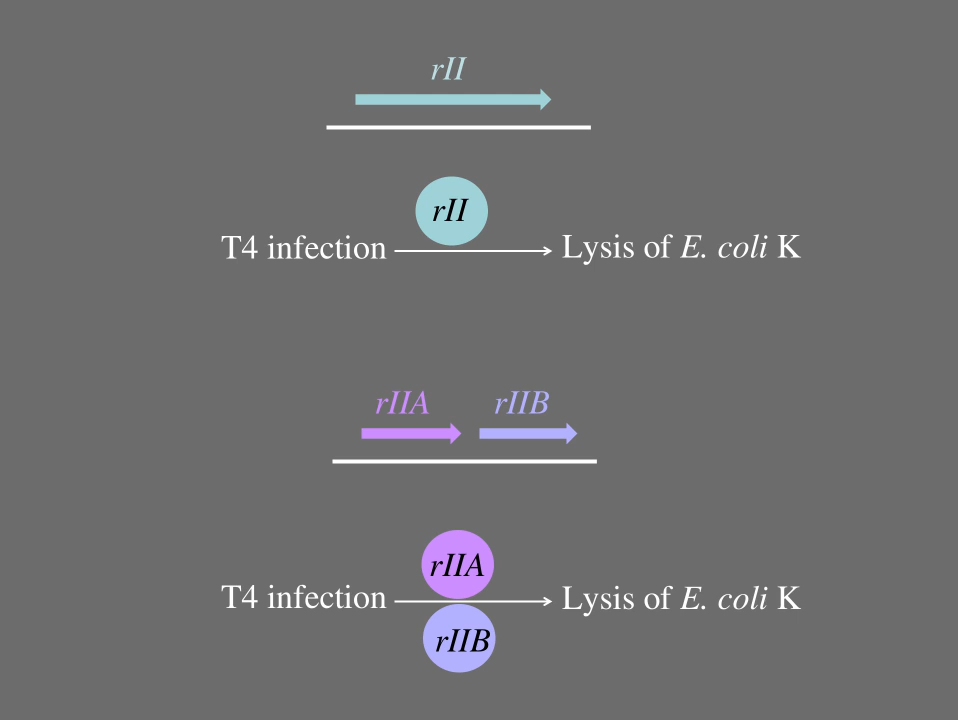 rII
rII
T4 infection Lysis of E. coli K
rIIA rIIB
rIIA
T4 infection Lysis of E. coli K
rIIB